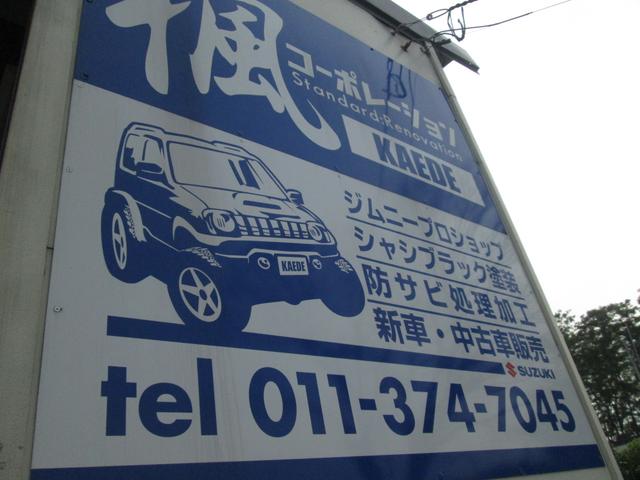 楓
コーポレーション
Standard:Renovation
KAEDE
ジムニープロショップ
シャシブラック塗装
防サビ処理加工
新車・中古車販売
SUZUKI
KAEDE
tel 011-374-7045